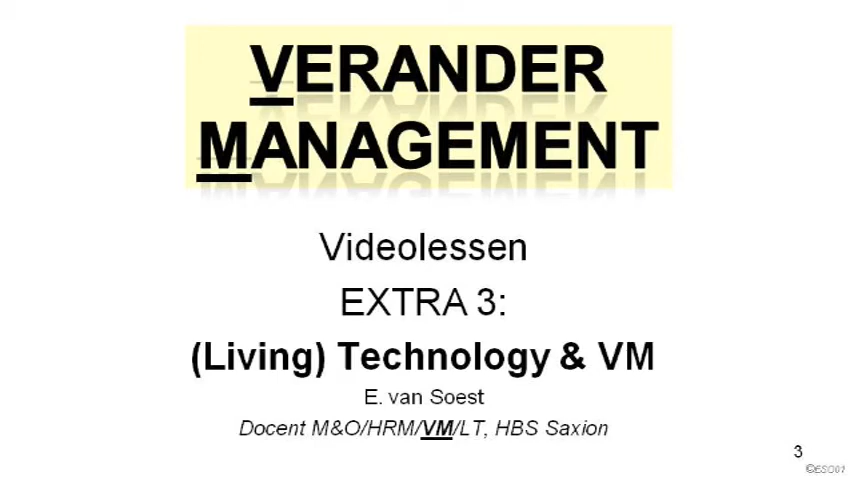 VERANDER
MANAGEMENT
Videolessen
EXTRA 3:
(Living) Technology & VM
E. van Soest
Docent M&O/HRM/VM/LT, HBS Saxion
3
©ESO01